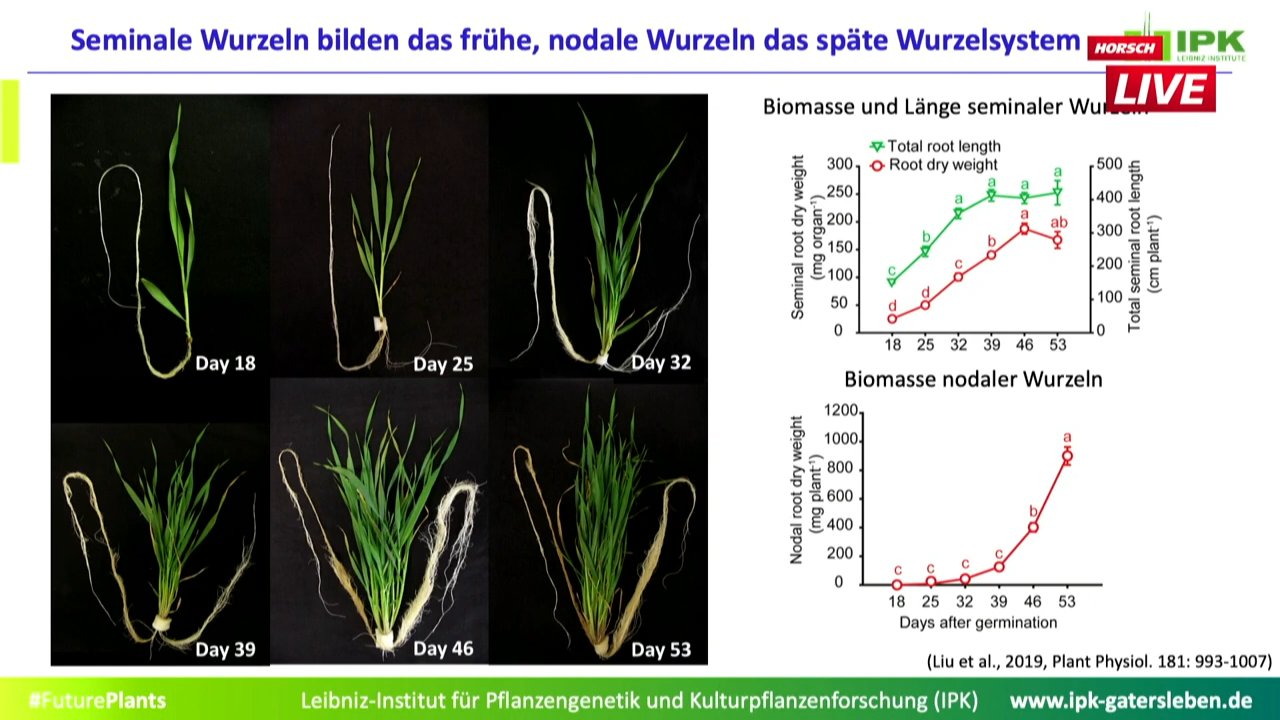 Seminale Wurzeln bilden das frühe, nodale Wurzeln das späte Wurzelsystem
HORSCH
LIVE
IPK
LEIBNIZ INSTITUTE
Day 18
Day 25
Day 32
Day 39
Day 46
Day 53
Biomasse und Länge seminaler Wurzeln
Total root length
Root dry weight
Seminal root dry weight
(mg organ⁻¹)
300
250
200
150
100
50
0
500
400
300
200
100
0
Total seminal root length
(cm plant⁻¹)
c
b
a
a
a
a
d
d
c
b
a
ab
18 25 32 39 46 53
Biomasse nodaler Wurzeln
Nodal root dry weight
(mg plant⁻¹)
1200
1000
800
600
400
200
0
c
c
c
c
b
a
18 25 32 39 46 53
Days after germination
(Liu et al., 2019, Plant Physiol. 181: 993-1007)
#FuturePlants
Leibniz-Institut für Pflanzengenetik und Kulturpflanzenforschung (IPK)
www.ipk-gatersleben.de